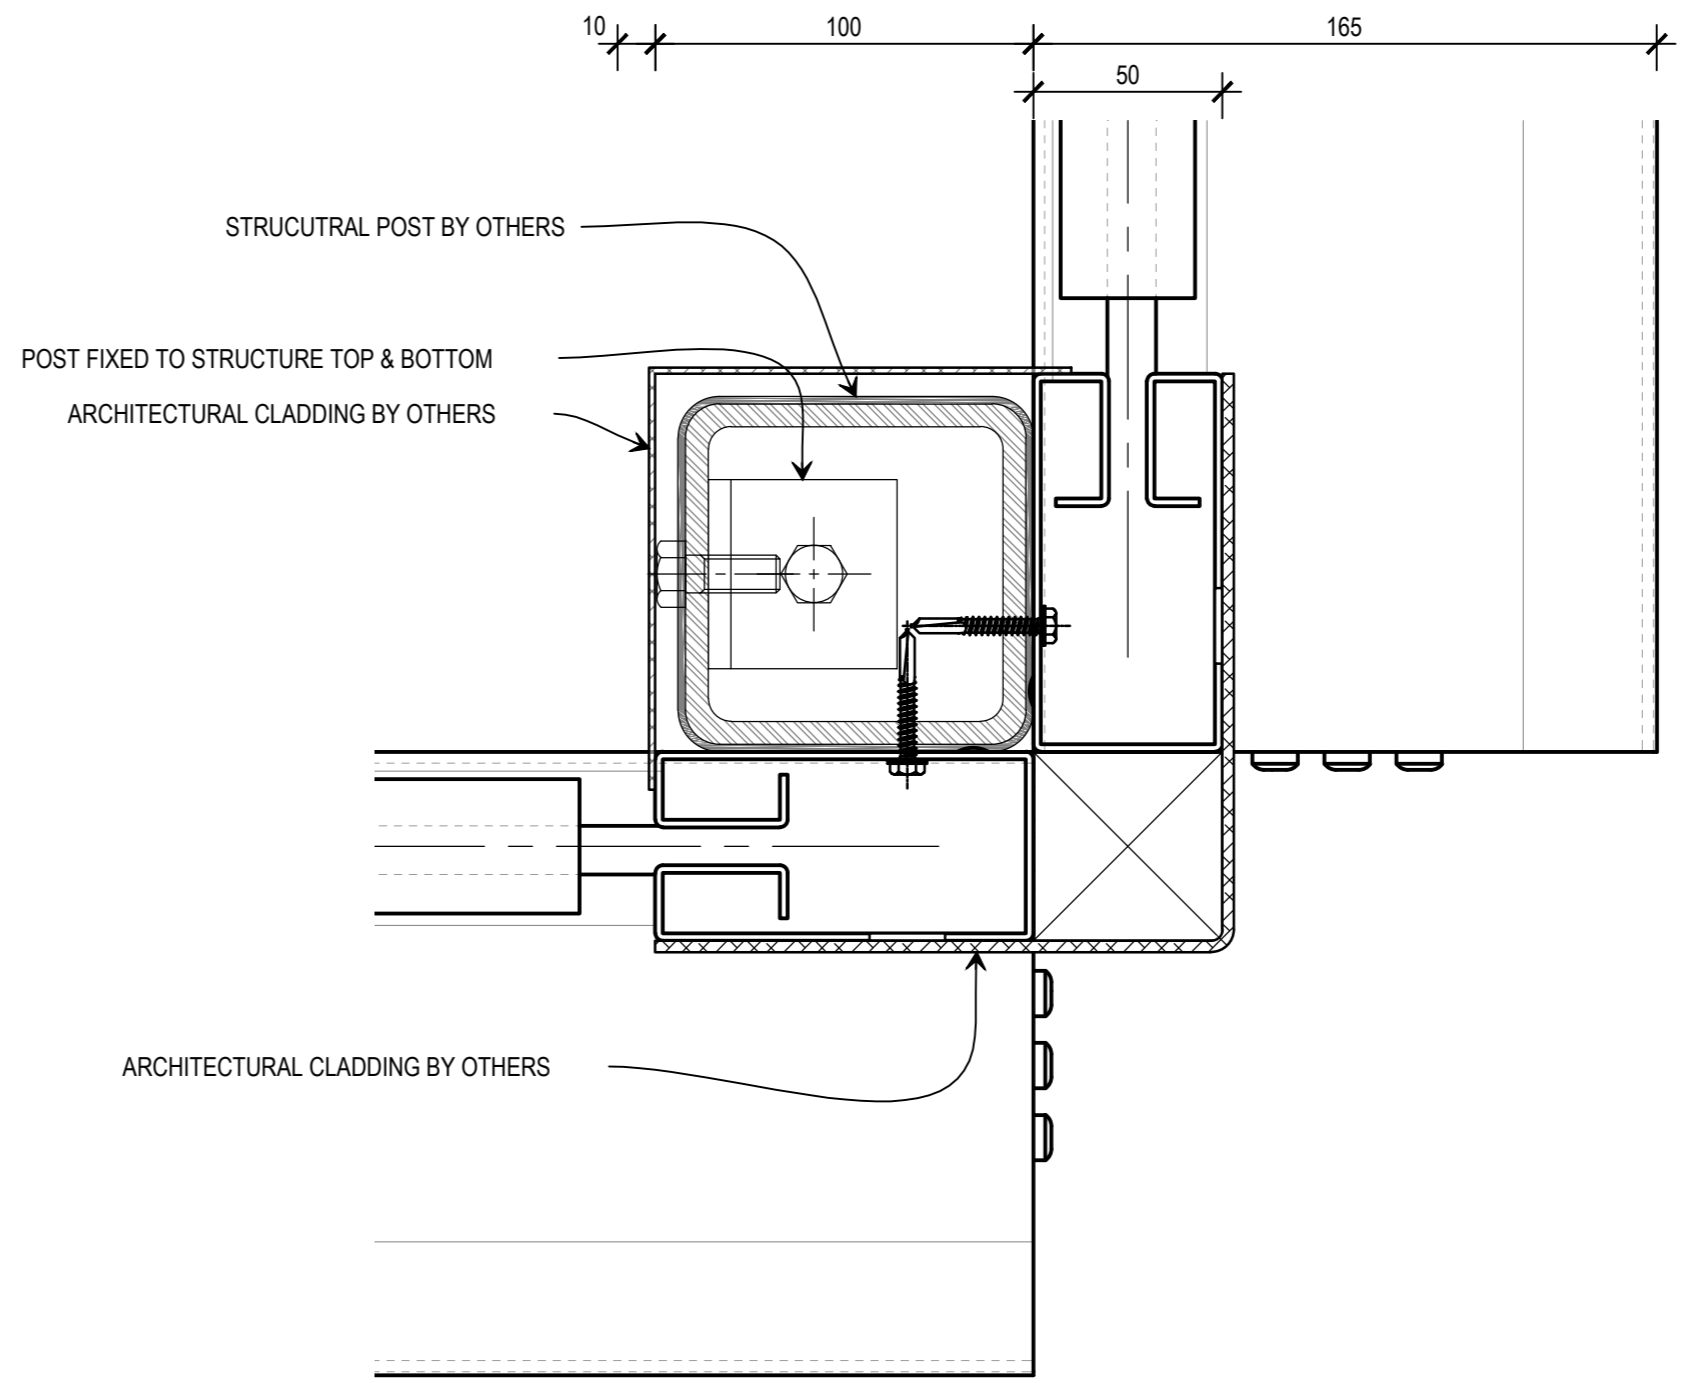 10
100
165
50
STRUCUTRAL POST BY OTHERS
POST FIXED TO STRUCTURE TOP & BOTTOM
ARCHITECTURAL CLADDING BY OTHERS
ARCHITECTURAL CLADDING BY OTHERS